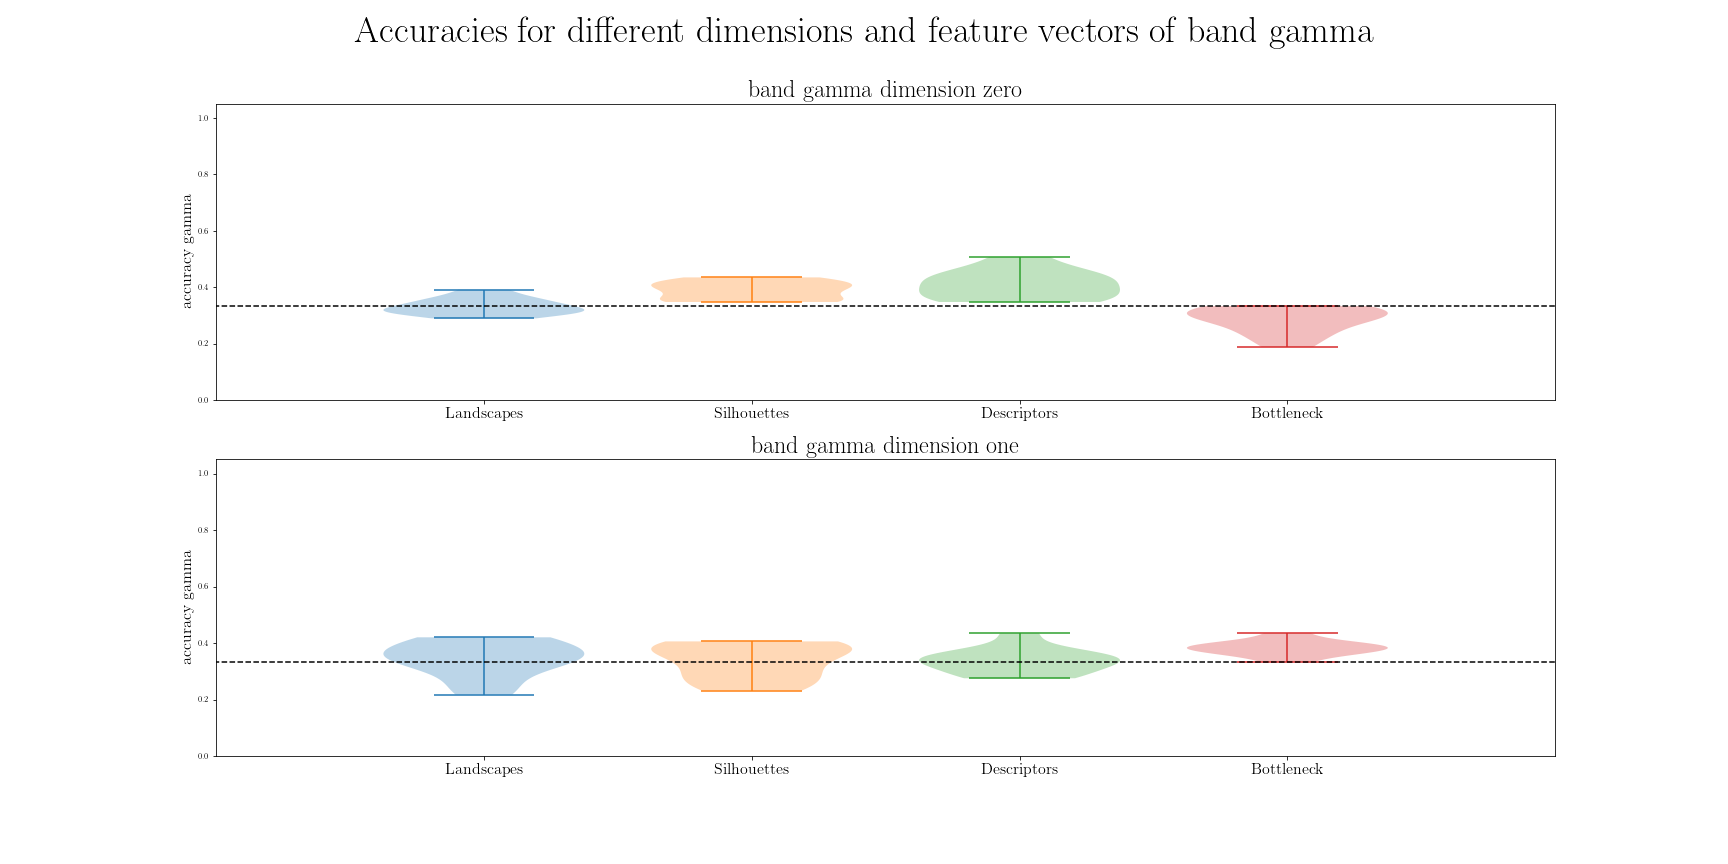 Accuracies for different dimensions and feature vectors of band gamma
band gamma dimension zero
accuracy gamma
1.0
0.8
0.6
0.4
0.2
0.0
Landscapes Silhouettes Descriptors Bottleneck
band gamma dimension one
accuracy gamma
1.0
0.8
0.6
0.4
0.2
0.0
Landscapes Silhouettes Descriptors Bottleneck